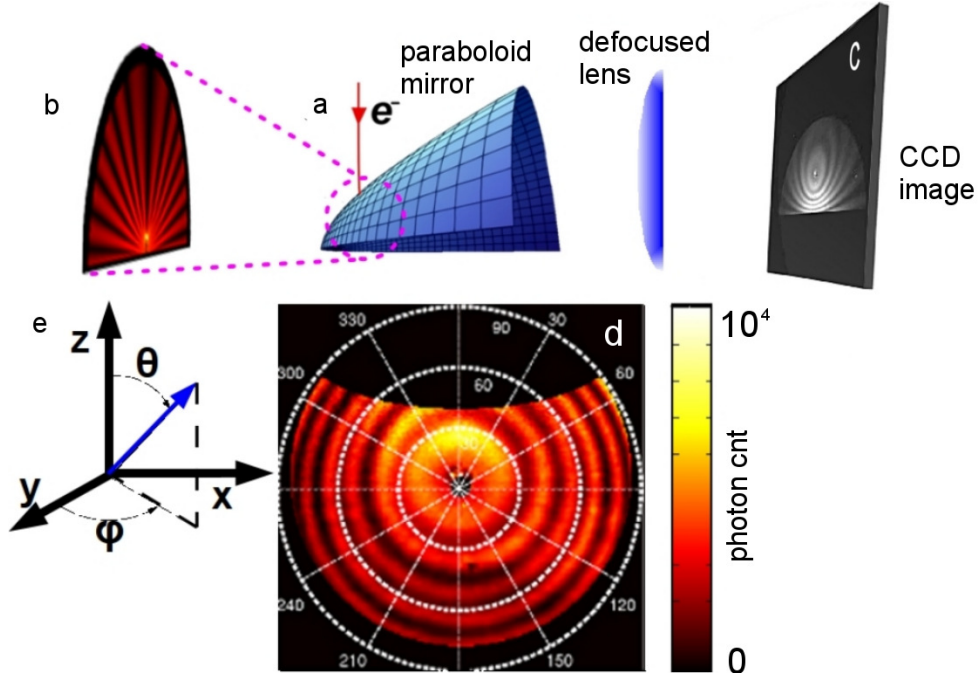 b
a
e⁻
paraboloid
mirror
defocused
lens
C
CCD
image
e
z
θ
y
φ
x
d
330
30
90
300
60
60
30
240
120
210
150
10⁴
photon cnt
0